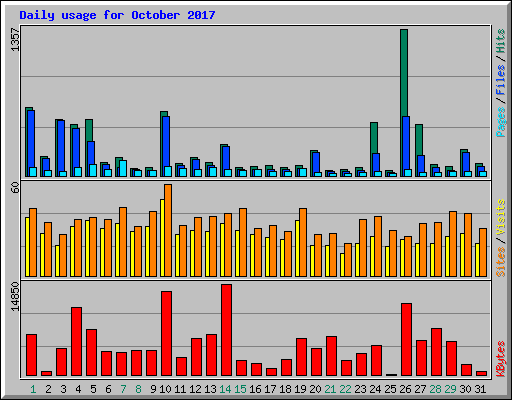 Daily usage for October 2017
1357
Pages / Files / Hits
60
Sites / Visits
14850
KBytes
1 2 3 4 5 6 7 8 9 10 11 12 13 14 15 16 17 18 19 20 21 22 23 24 25 26 27 28 29 30 31